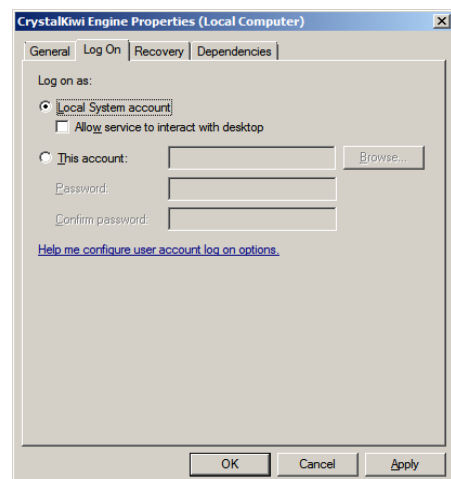 CrystalKiwi Engine Properties (Local Computer)
General Log On Recovery Dependencies
Log on as:
Local System account
Allow service to interact with desktop
This account: Browse...
Password:
Confirm password:
Help me configure user account log on options.
OK Cancel Apply